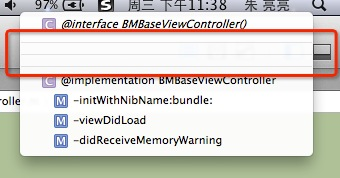 97% 周三 下午11:38 朱 亮亮
C @interface BMBaseViewController()
C @implementation BMBaseViewController
M -initWithNibName:bundle:
M -viewDidLoad
M -didReceiveMemoryWarning